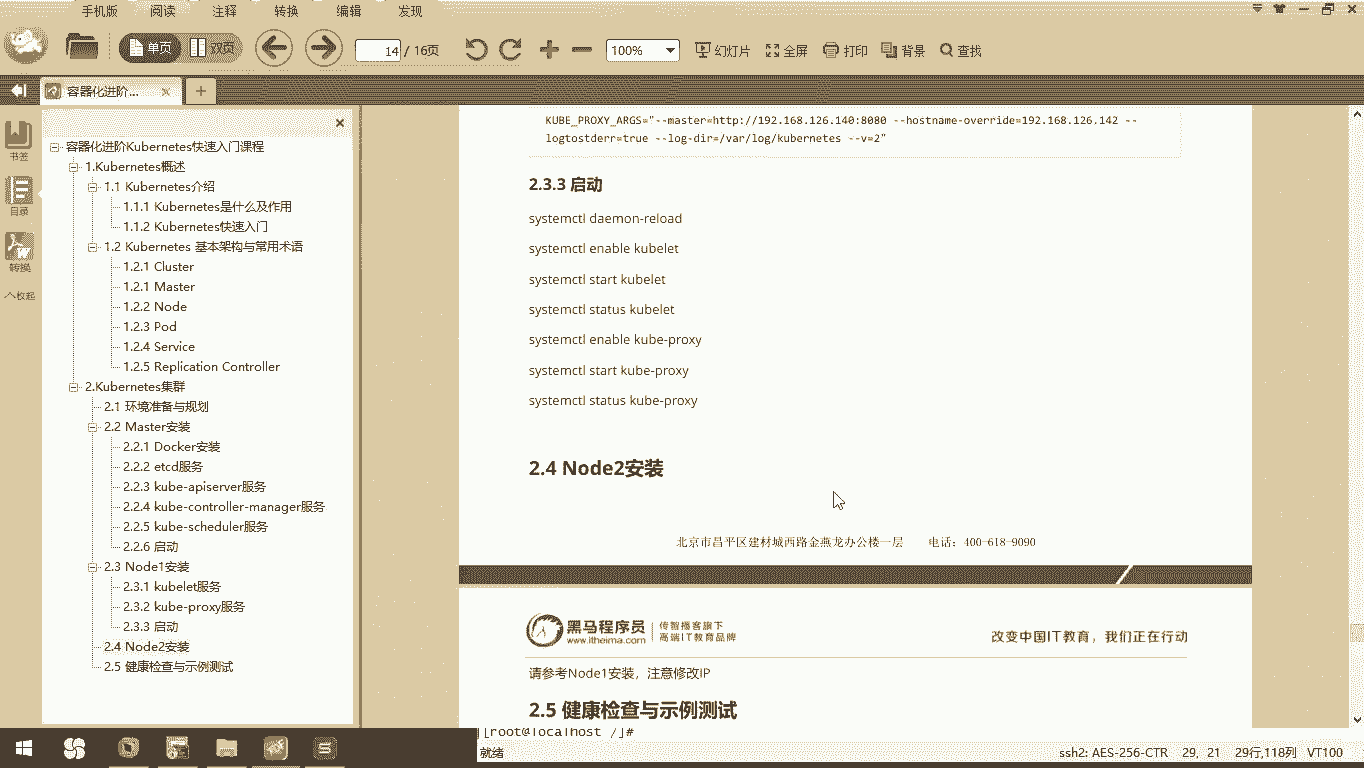 手机版 阅读 注释 转换 编辑 发现
单页 双页 14 / 16页 100% 幻灯片 全屏 打印 背景 查找
容器化进阶...
书签
目录
转换
收起
容器化进阶Kubernetes快速入门课程
1.Kubernetes概述
1.1 Kubernetes介绍
1.1.1 Kubernetes是什么及作用
1.1.2 Kubernetes快速入门
1.2 Kubernetes 基本架构与常用术语
1.2.1 Cluster
1.2.1 Master
1.2.2 Node
1.2.3 Pod
1.2.4 Service
1.2.5 Replication Controller
2.Kubernetes集群
2.1 环境准备与规划
2.2 Master安装
2.2.1 Docker安装
2.2.2 etcd服务
2.2.3 kube-apiserver服务
2.2.4 kube-controller-manager服务
2.2.5 kube-scheduler服务
2.2.6 启动
2.3 Node1安装
2.3.1 kubelet服务
2.3.2 kube-proxy服务
2.3.3 启动
2.4 Node2安装
2.5 健康检查与示例测试
KUBE_PROXY_ARGS="--master=http://192.168.126.140:8080 --hostname-override=192.168.126.142 --
logtostderr=true --log-dir=/var/log/kubernetes --v=2"
2.3.3 启动
systemctl daemon-reload
systemctl enable kubelet
systemctl start kubelet
systemctl status kubelet
systemctl enable kube-proxy
systemctl start kube-proxy
systemctl status kube-proxy
2.4 Node2安装
北京市昌平区建材城西路金燕龙办公楼一层 电话：400-618-9090
黑马程序员
www.itheima.com
传智播客旗下
高端IT教育品牌
改变中国IT教育，我们正在行动
请参考Node1安装，注意修改IP
2.5 健康检查与示例测试
[root@localhost /]#
就绪 ssh2: AES-256-CTR 29, 21 29行,118列 VT100